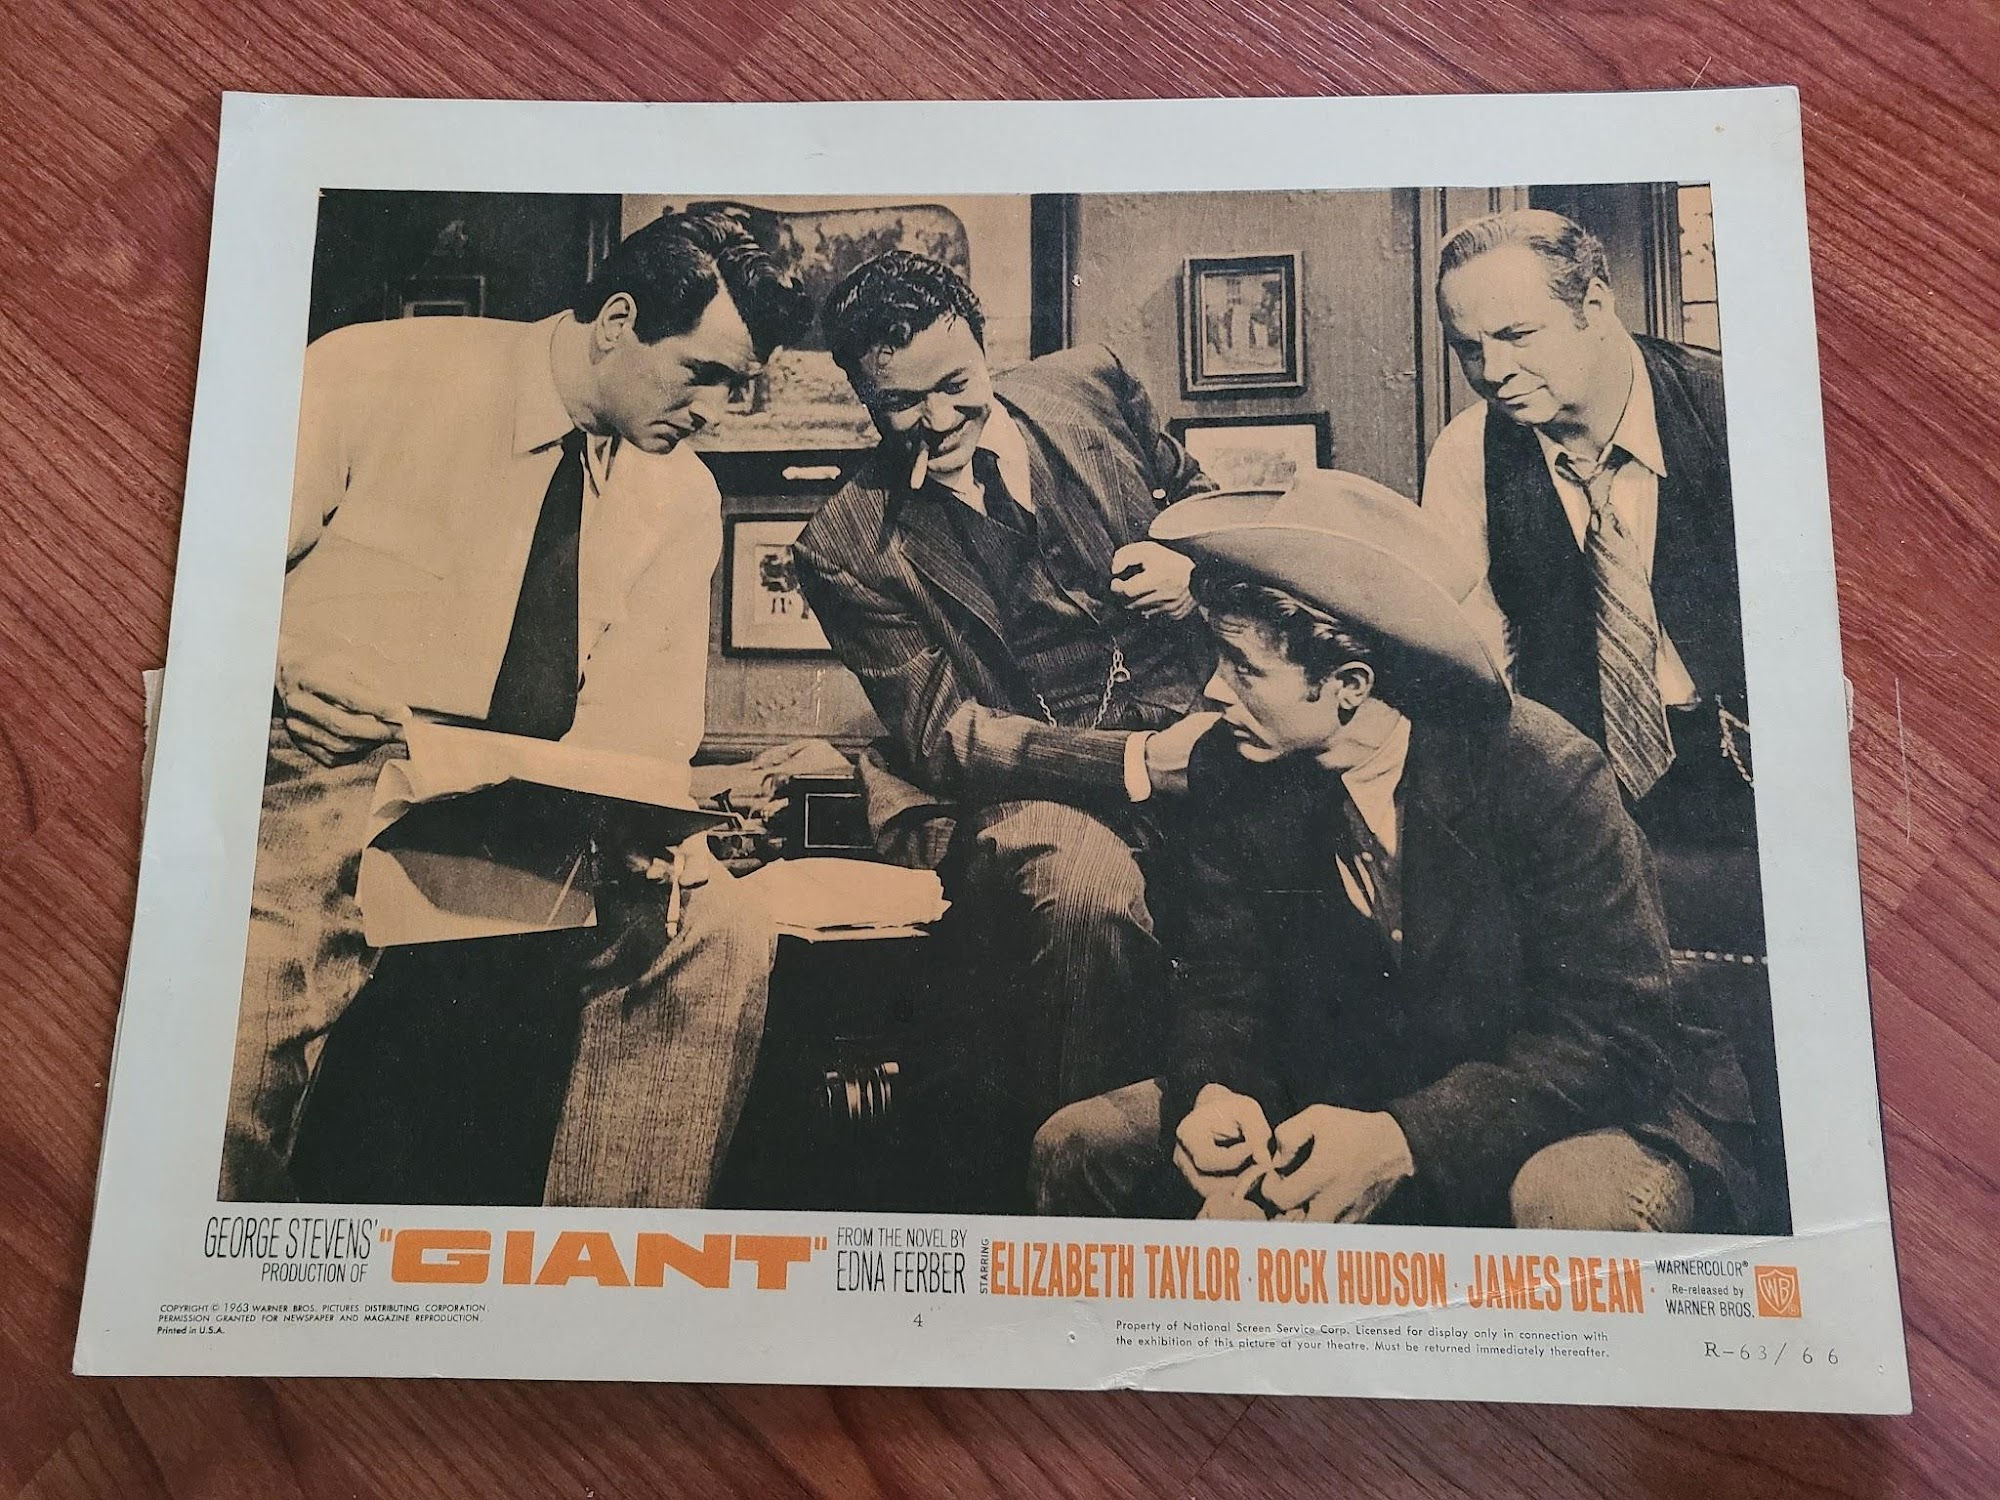 GEORGE STEVENS'
PRODUCTION OF
"GIANT"
FROM THE NOVEL BY
EDNA FERBER
STARRING
ELIZABETH TAYLOR · ROCK HUDSON · JAMES DEAN
WARNERCOLOR®
Re-released by
WARNER BROS.
WB
COPYRIGHT © 1963 WARNER BROS. PICTURES DISTRIBUTING CORPORATION.
PERMISSION GRANTED FOR NEWSPAPER AND MAGAZINE REPRODUCTION.
Printed in U.S.A.
4
Property of National Screen Service Corp. Licensed for display only in connection with
the exhibition of this picture at your theatre. Must be returned immediately thereafter.
R-63/66